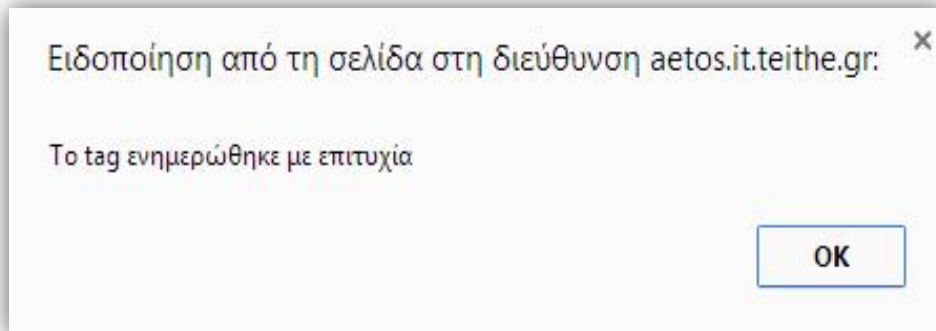 Ειδοποίηση από τη σελίδα στη διεύθυνση aetos.it.teithe.gr:
Το tag ενημερώθηκε με επιτυχία
OK